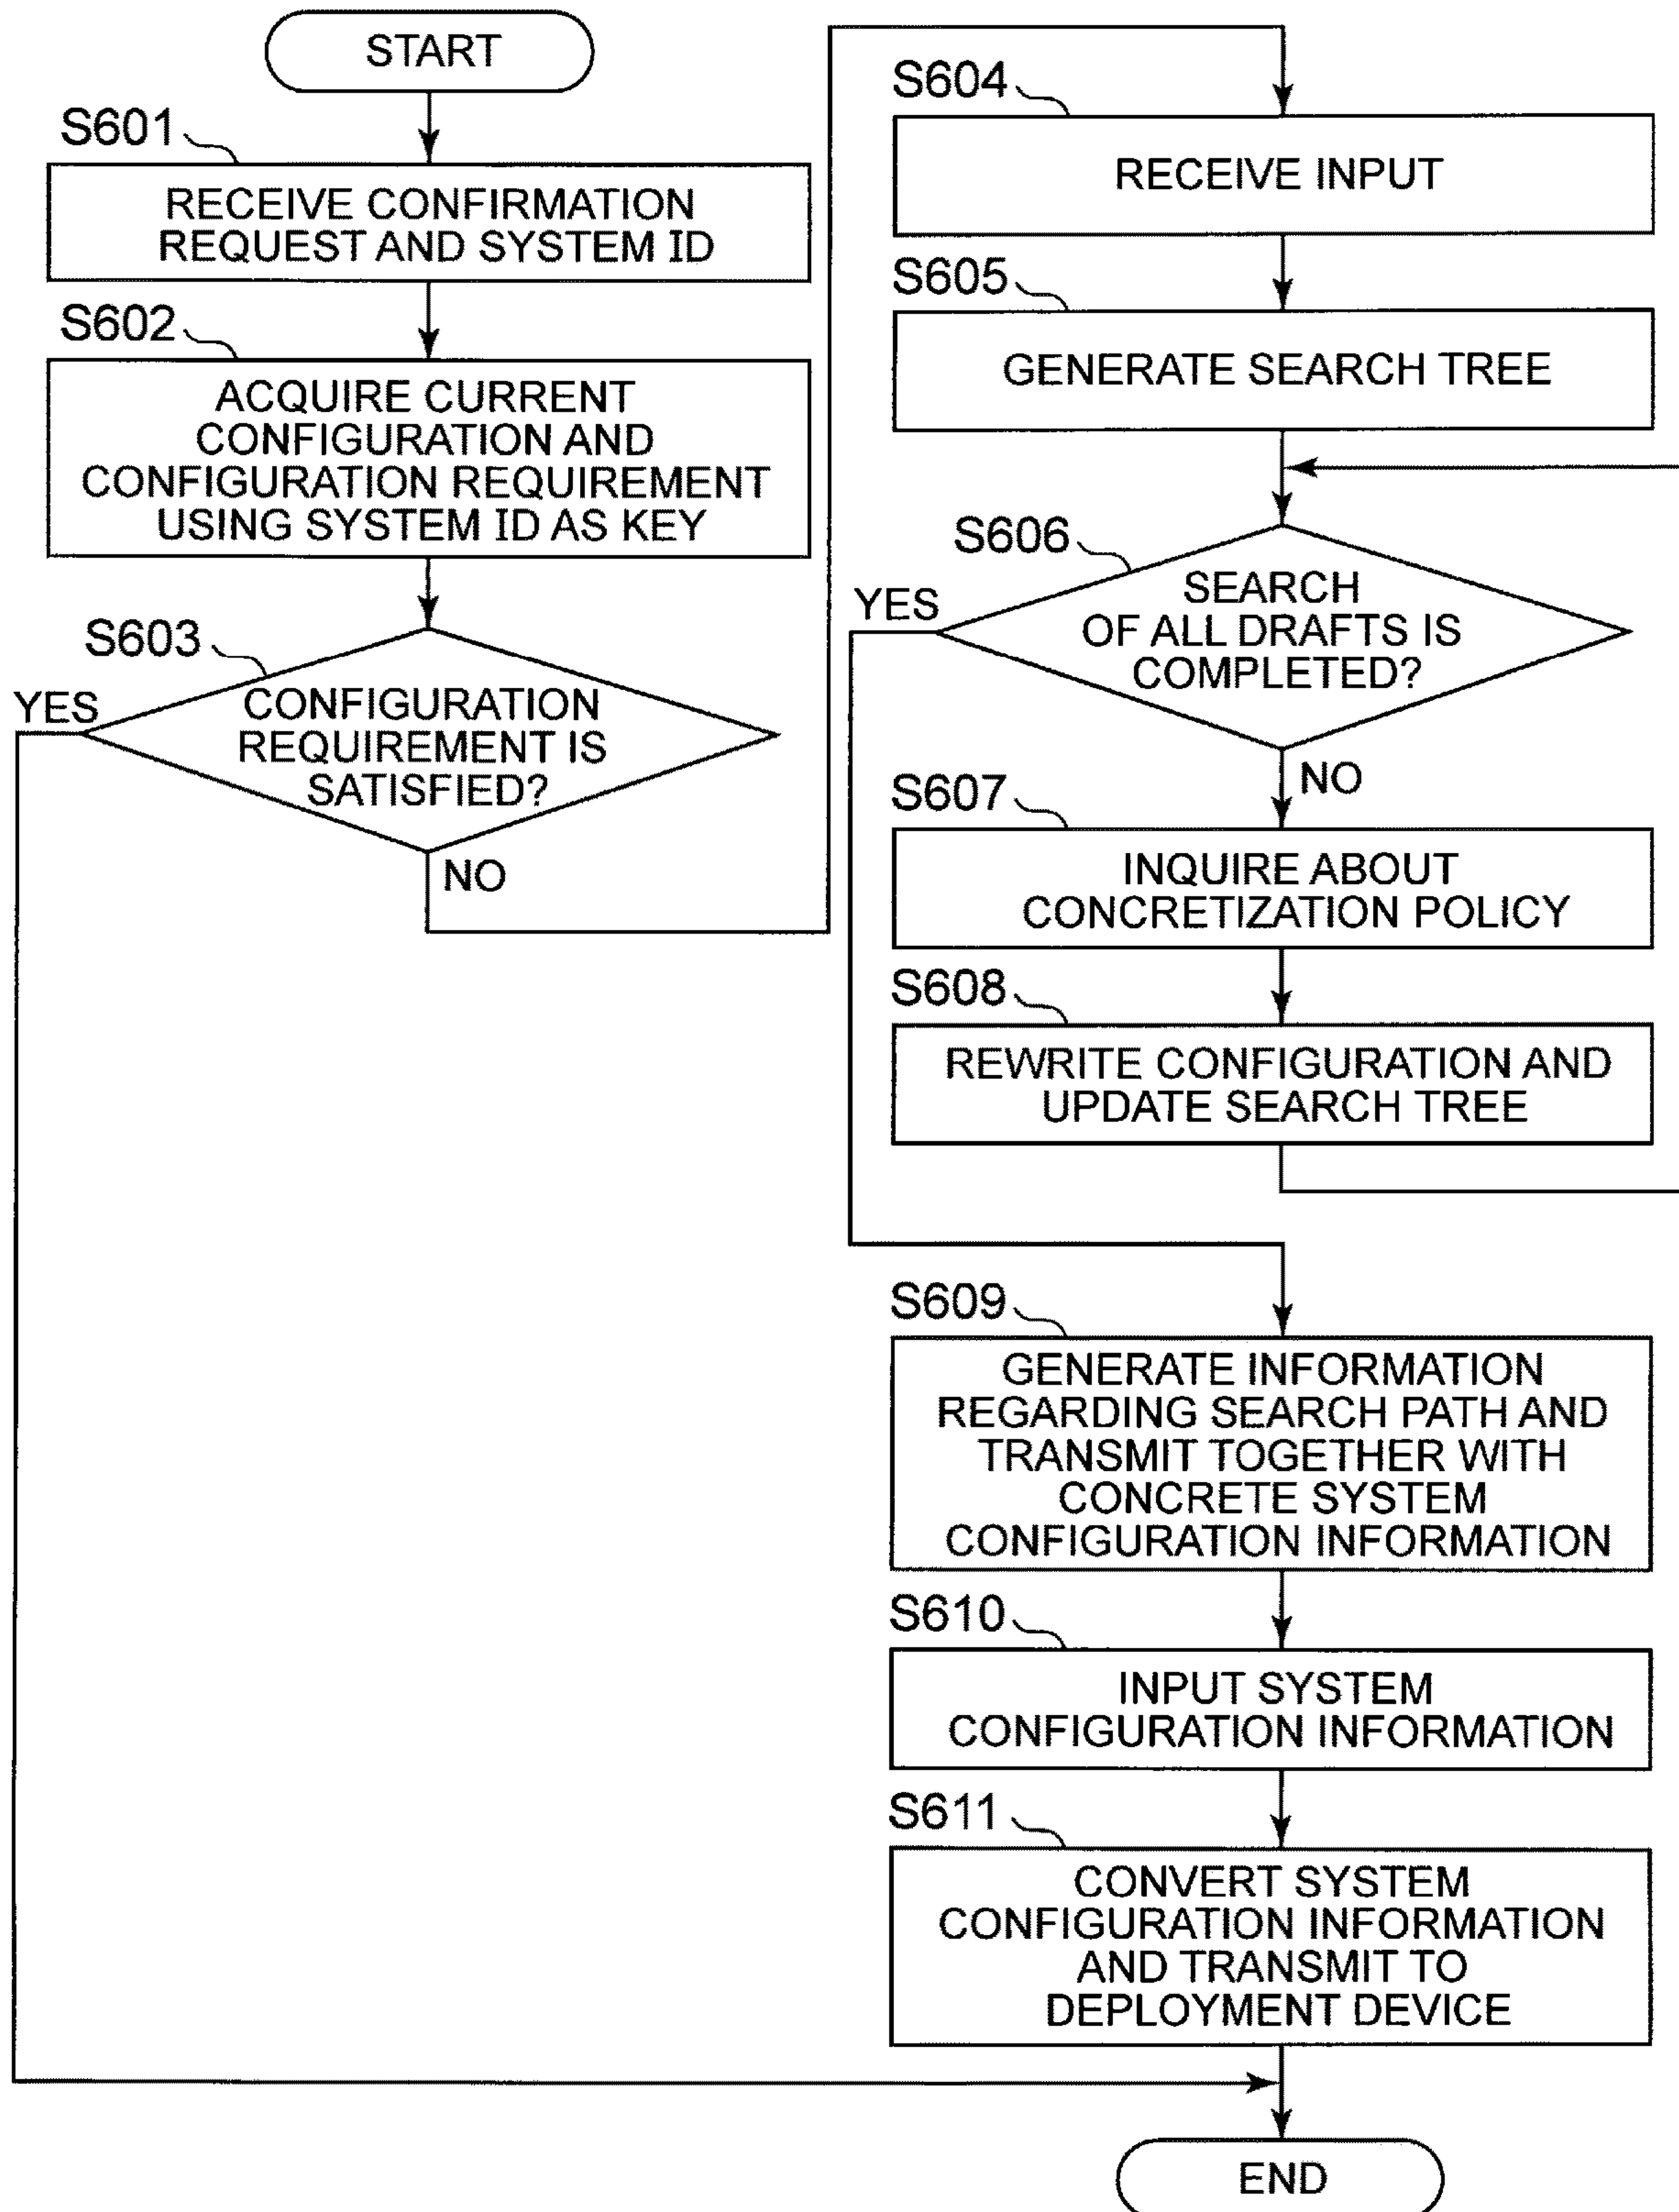 START
S601
RECEIVE CONFIRMATION
REQUEST AND SYSTEM ID
S602
ACQUIRE CURRENT
CONFIGURATION AND
CONFIGURATION REQUIREMENT
USING SYSTEM ID AS KEY
S603
YES
CONFIGURATION
REQUIREMENT IS
SATISFIED?
NO
S604
RECEIVE INPUT
S605
GENERATE SEARCH TREE
S606
YES
SEARCH
OF ALL DRAFTS IS
COMPLETED?
NO
S607
INQUIRE ABOUT
CONCRETIZATION POLICY
S608
REWRITE CONFIGURATION AND
UPDATE SEARCH TREE
S609
GENERATE INFORMATION
REGARDING SEARCH PATH AND
TRANSMIT TOGETHER WITH
CONCRETE SYSTEM
CONFIGURATION INFORMATION
S610
INPUT SYSTEM
CONFIGURATION INFORMATION
S611
CONVERT SYSTEM
CONFIGURATION INFORMATION
AND TRANSMIT TO
DEPLOYMENT DEVICE
END